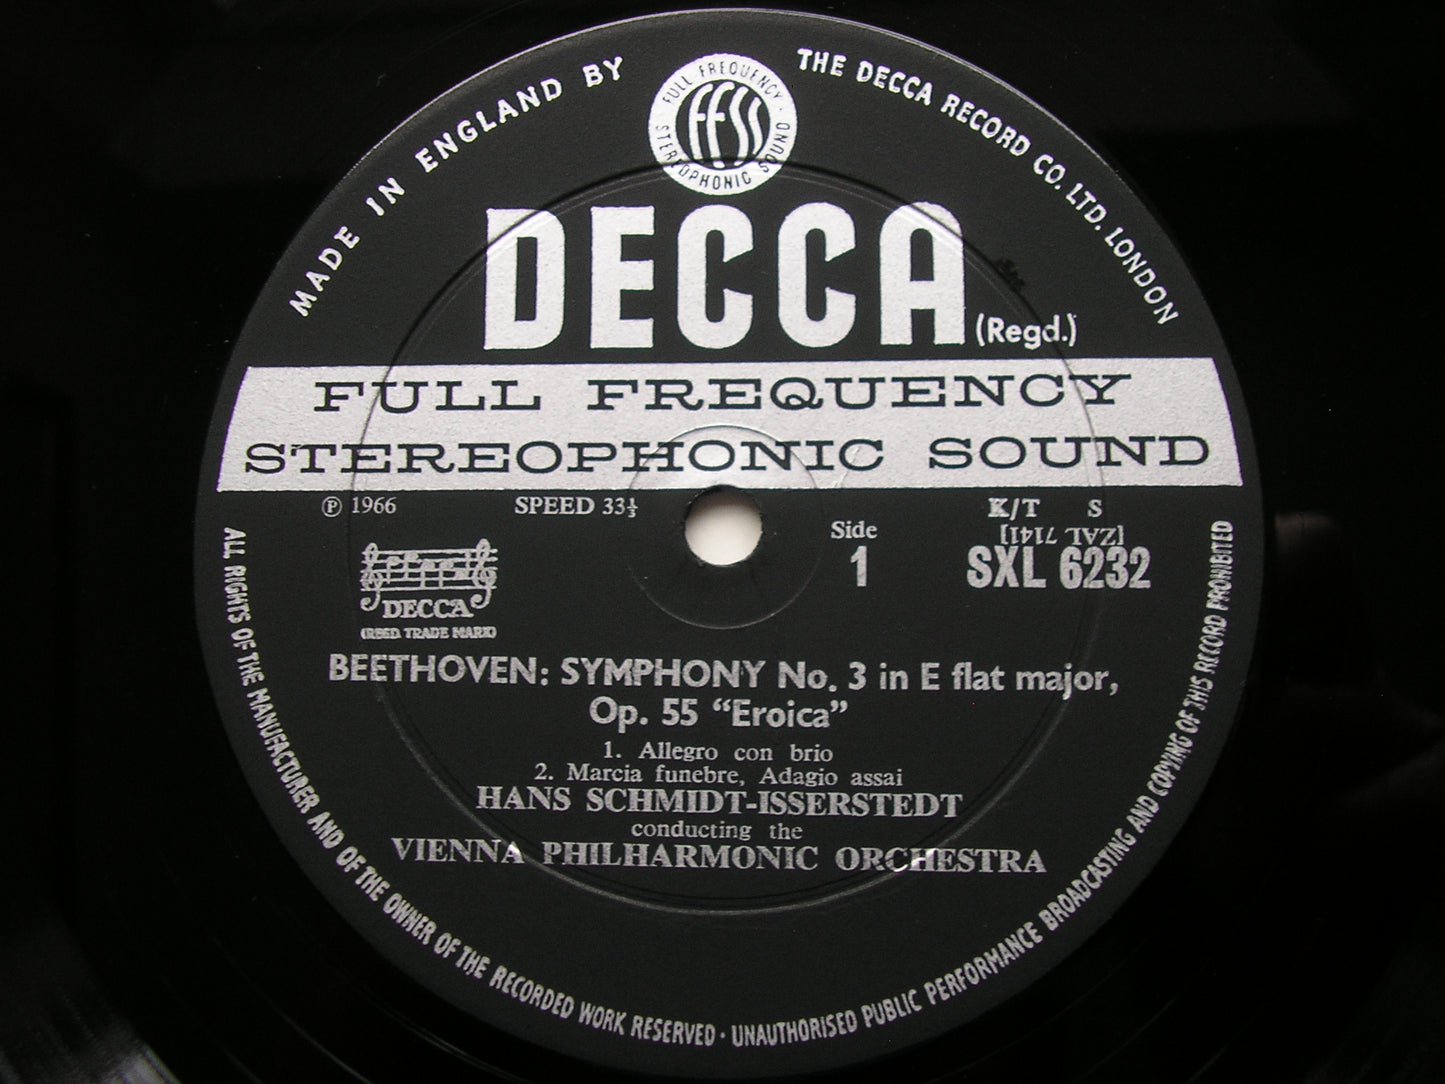 MADE IN ENGLAND BY
THE DECCA RECORD CO. LTD. LONDON
FULL FREQUENCY · STEREOPHONIC SOUND
FFSS
DECCA (Regd.)
FULL FREQUENCY
STEREOPHONIC SOUND
Ⓟ 1966
SPEED 33⅓
Side
1
K/T S
[ZAL 7141]
SXL 6232
DECCA
(REGD. TRADE MARK)
BEETHOVEN: SYMPHONY No. 3 in E flat major,
Op. 55 “Eroica”
1. Allegro con brio
2. Marcia funebre, Adagio assai
HANS SCHMIDT-ISSERSTEDT
conducting the
VIENNA PHILHARMONIC ORCHESTRA
ALL RIGHTS OF THE MANUFACTURER AND OF THE OWNER OF THE RECORDED WORK RESERVED · UNAUTHORISED PUBLIC PERFORMANCE BROADCASTING AND COPYING OF THIS RECORD PROHIBITED